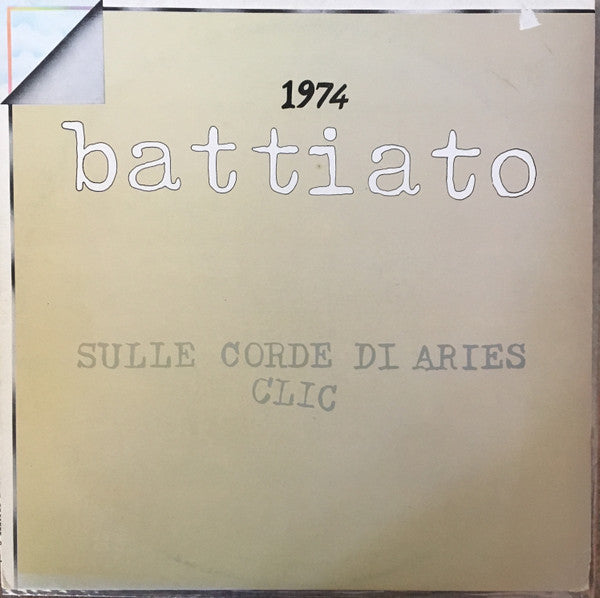 1974
battiato
SULLE CORDE DI ARIES
CLIC